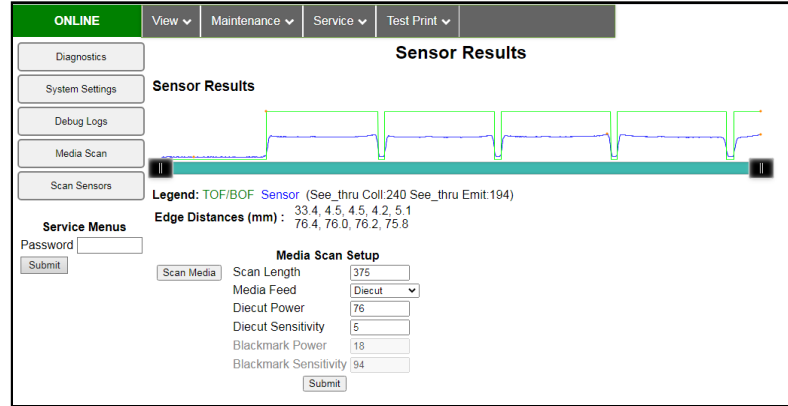 ONLINE View Maintenance Service Test Print
Diagnostics
System Settings
Debug Logs
Media Scan
Scan Sensors
Service Menus
Password
Submit
Sensor Results
Sensor Results
Legend: TOF/BOF Sensor (See_thru Coll:240 See_thru Emit:194)
Edge Distances (mm) : 33.4, 4.5, 4.5, 4.2, 5.1
76.4, 76.0, 76.2, 75.8
Media Scan Setup
Scan Media Scan Length 375
Media Feed Diecut
Diecut Power 76
Diecut Sensitivity 5
Blackmark Power 18
Blackmark Sensitivity 94
Submit